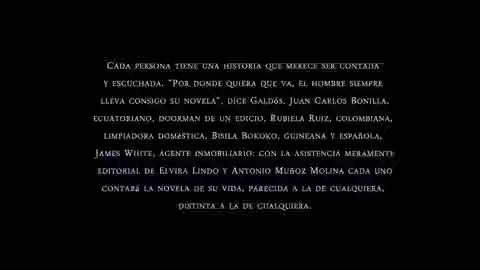 Cada persona tiene una historia que merece ser contada
y escuchada. "Por donde quiera que va, el hombre siempre
lleva consigo su novela", dice Galdós. Juan Carlos Bonilla,
ecuatoriano, doorman de un edicio, Rubiela Ruiz, colombiana,
limpiadora doméstica, Bisila Bokoko, guineana y española,
James White, agente inmobiliario: con la asistencia meramente
editorial de Elvira Lindo y Antonio Muñoz Molina cada uno
contará la novela de su vida, parecida a la de cualquiera,
distinta a la de cualquiera.